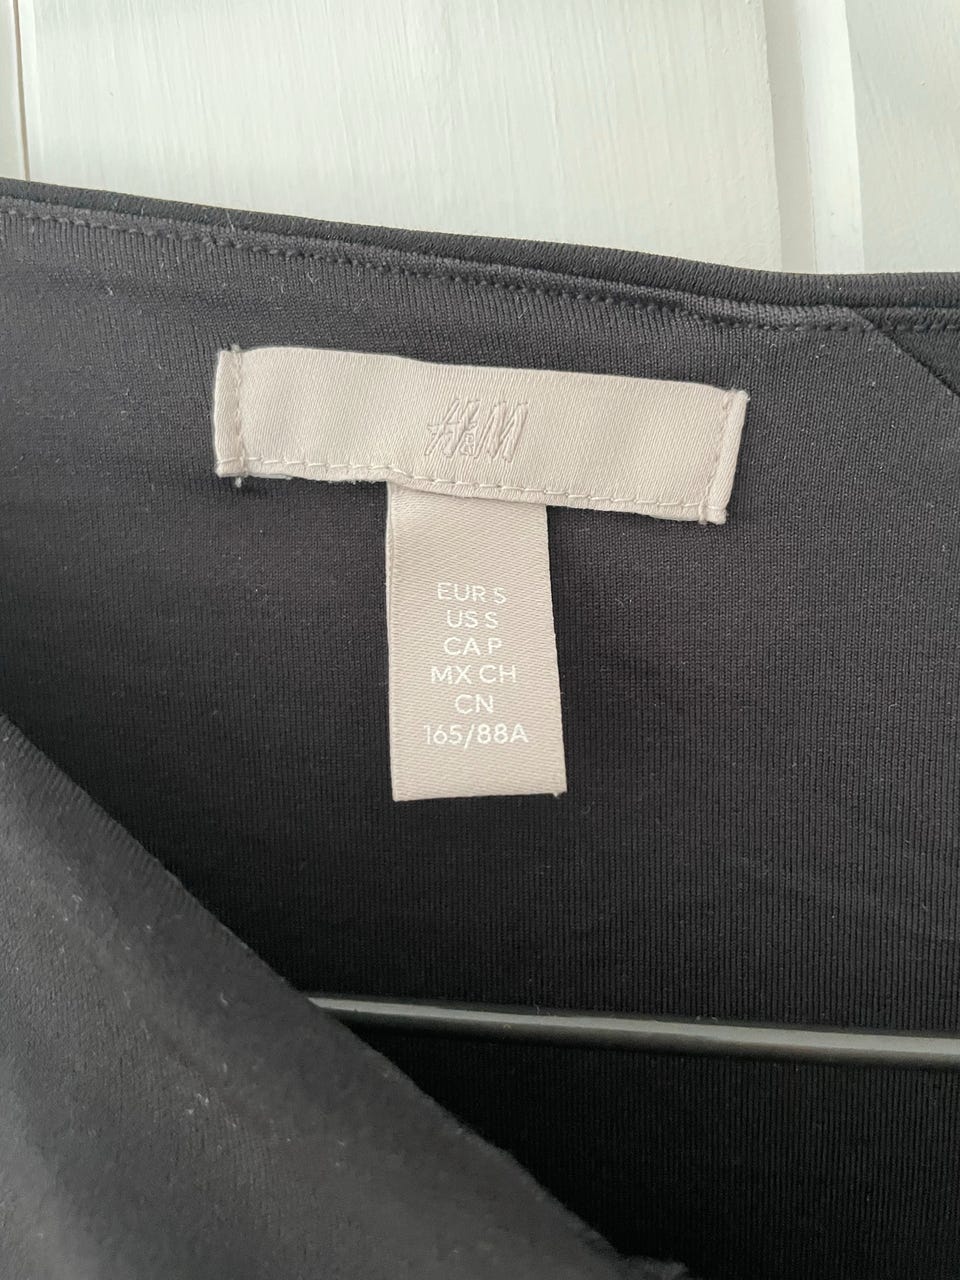 H&M
EUR S
US S
CA P
MX CH
CN
165/88A